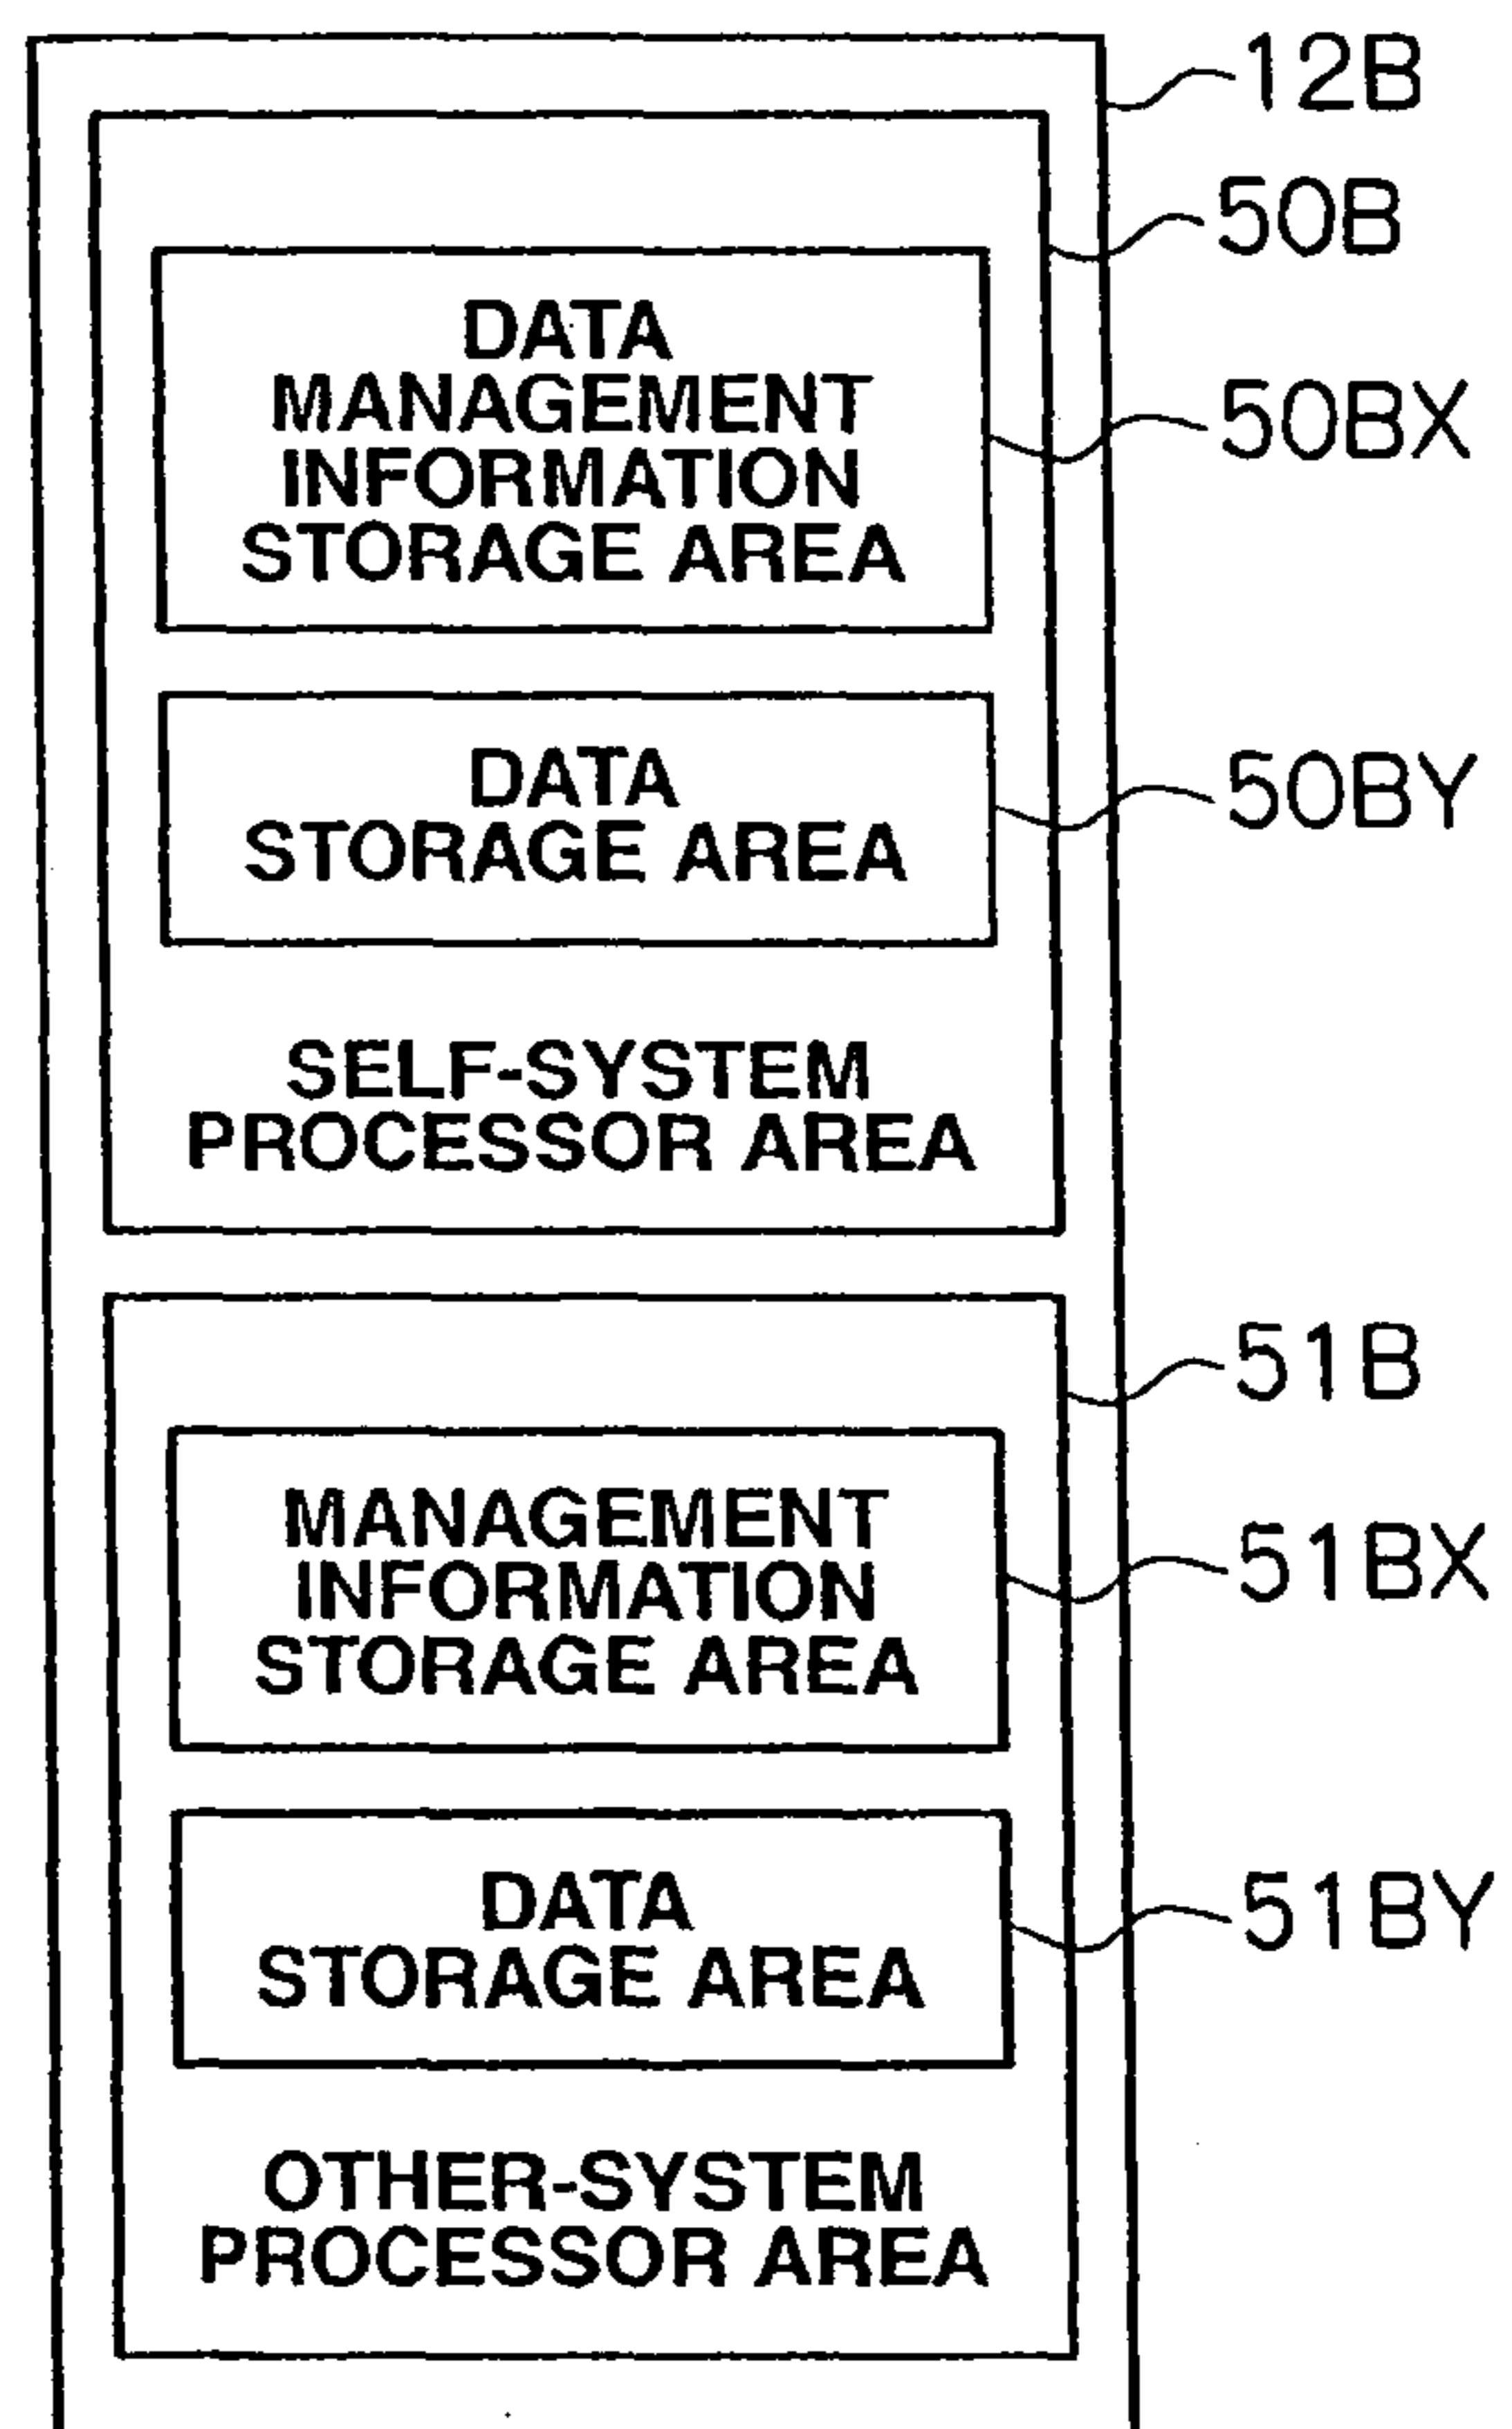 12B
50B
DATA
MANAGEMENT
INFORMATION
STORAGE AREA
50BX
DATA
STORAGE AREA
50BY
SELF-SYSTEM
PROCESSOR AREA
51B
MANAGEMENT
INFORMATION
STORAGE AREA
51BX
DATA
STORAGE AREA
51BY
OTHER-SYSTEM
PROCESSOR AREA